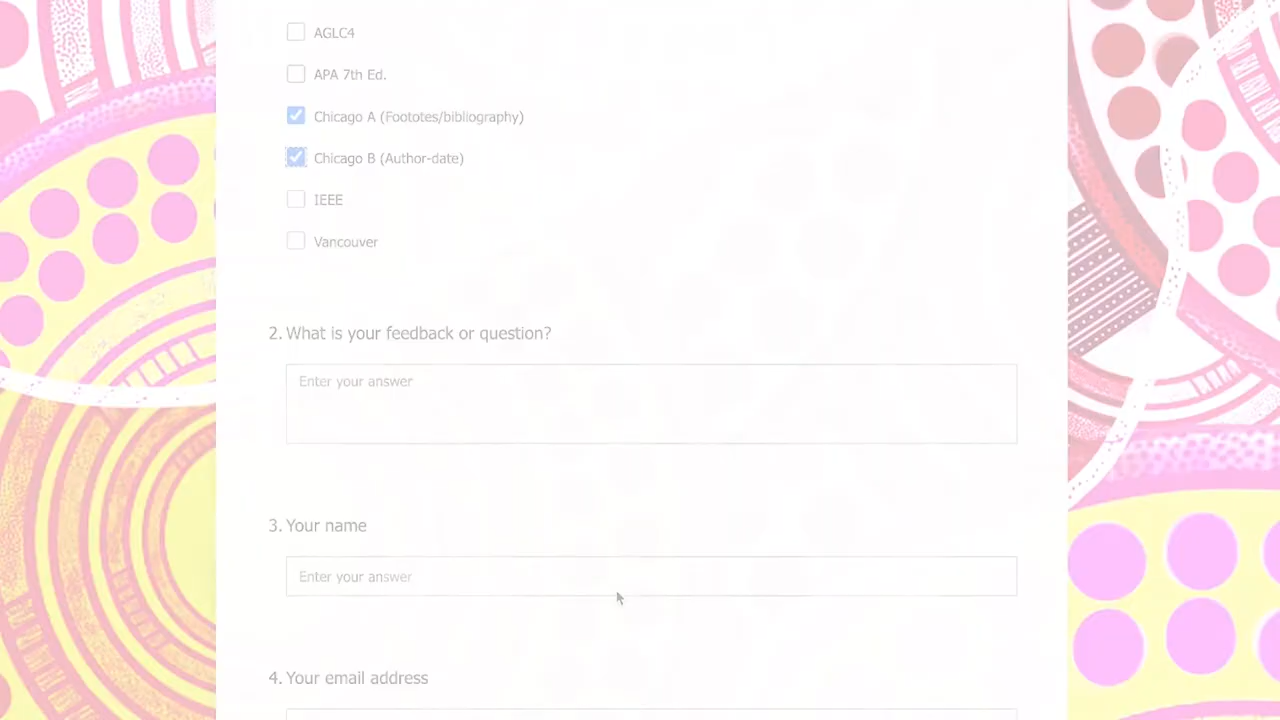 AGLC4
APA 7th Ed.
Chicago A (Foototes/bibliography)
Chicago B (Author-date)
IEEE
Vancouver
2. What is your feedback or question?
Enter your answer
3. Your name
Enter your answer
4. Your email address